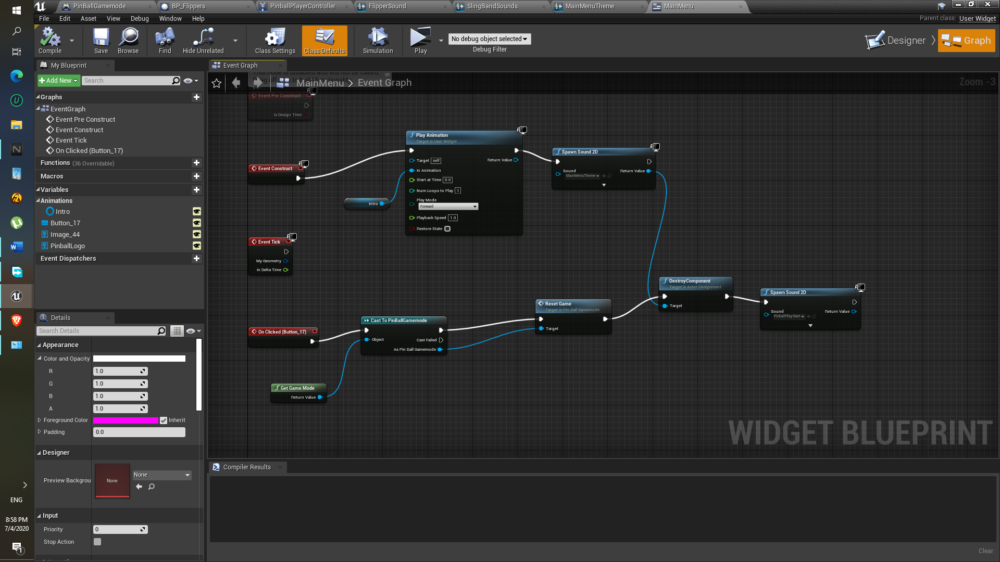 PinBallGamemode
BP_Flippers
PinballPlayerController
FlipperSound
SlingBandSounds
MainMenuTheme
MainMenu
File Edit Asset View Debug Window Help
Parent class: User Widget
Compile
Save
Browse
Find
Hide Unrelated
Class Settings
Class Defaults
Simulation
Play
No debug object selected
Debug Filter
Designer
Graph
My Blueprint
Event Graph
Add New
Search
MainMenu > Event Graph
Zoom -3
Graphs
EventGraph
Event Pre Construct
Event Construct
Event Tick
On Clicked (Button_17)
Functions (36 Overridable)
Macros
Variables
Animations
Intro
Button_17
Image_44
PinballLogo
Event Dispatchers
Event Pre Construct
Is Design Time
Event Construct
Intro
Play Animation
Target is User Widget
Target self
Return Value
In Animation
Start at Time 0.0
Num Loops to Play 1
Play Mode
Forward
Playback Speed 1.0
Restore State
Spawn Sound 2D
Sound
MainMenuTheme
Return Value
Event Tick
My Geometry
In Delta Time
On Clicked (Button_17)
Cast To PinBallGamemode
Object
Cast Failed
As Pin Ball Gamemode
Get Game Mode
Return Value
Reset Game
Target is Pin Ball Gamemode
Target
DestroyComponent
Target is Actor Component
Target
Spawn Sound 2D
Sound
PinballPlayStart
Return Value
WIDGET BLUEPRINT
Details
Search Details
Appearance
Color and Opacity
R 1.0
G 1.0
B 1.0
A 1.0
Foreground Color Inherit
Padding 0.0
Designer
Preview Backgrou
None
None
Input
Priority 0
Stop Action
Compiler Results
Clear
ENG
8:58 PM
7/4/2020
1